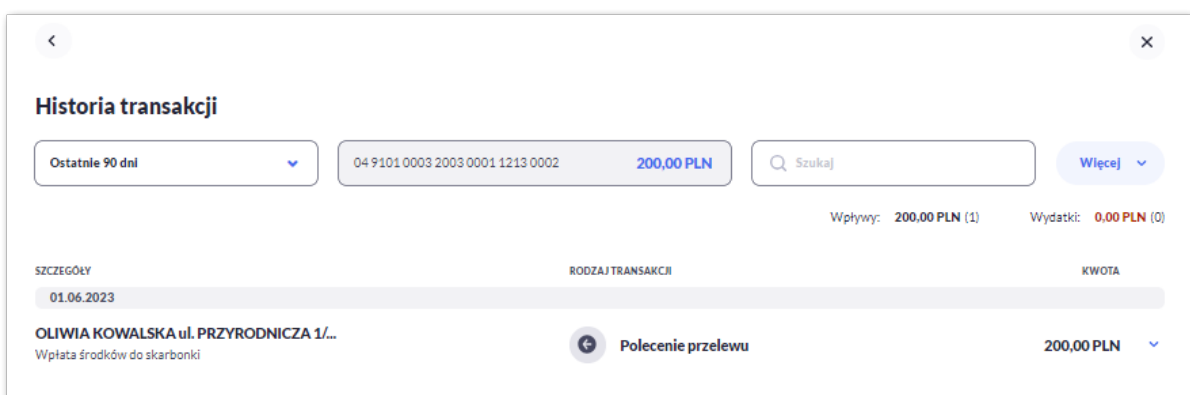 Historia transakcji
Ostatnie 90 dni
04 9101 0003 2003 0001 1213 0002 200,00 PLN
Szukaj
Więcej
Wpływy: 200,00 PLN (1) Wydatki: 0,00 PLN (0)
SZCZEGÓŁY RODZAJ TRANSAKCJI KWOTA
01.06.2023
OLIWIA KOWALSKA ul. PRZYRODNICZA 1/...
Wpłata środków do skarbonki
Polecenie przelewu
200,00 PLN